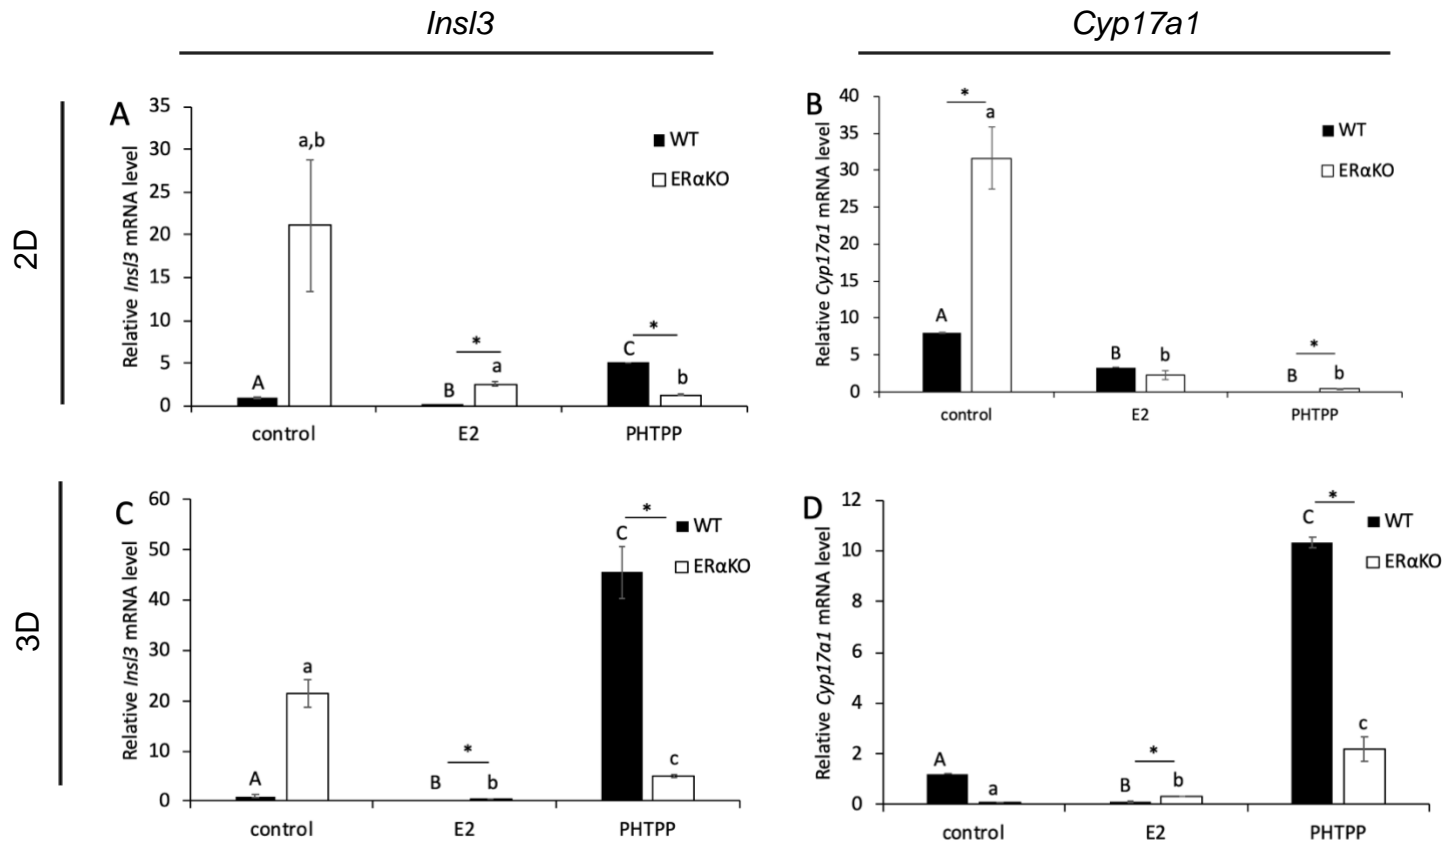 Insl3
Cyp17a1
2D
A
Relative Insl3 mRNA level
35
30
25
20
15
10
5
0
A
a,b
B
*
a
C
*
b
WT
ERαKO
control
E2
PHTPP
B
Relative Cyp17a1 mRNA level
40
35
30
25
20
15
10
5
0
A
*
a
B
b
B
*
b
WT
ERαKO
control
E2
PHTPP
3D
C
Relative Insl3 mRNA level
60
50
40
30
20
10
0
A
a
B
*
b
C
*
c
WT
ERαKO
control
E2
PHTPP
D
Relative Cyp17a1 mRNA level
12
10
8
6
4
2
0
A
a
B
*
b
C
*
c
WT
ERαKO
control
E2
PHTPP